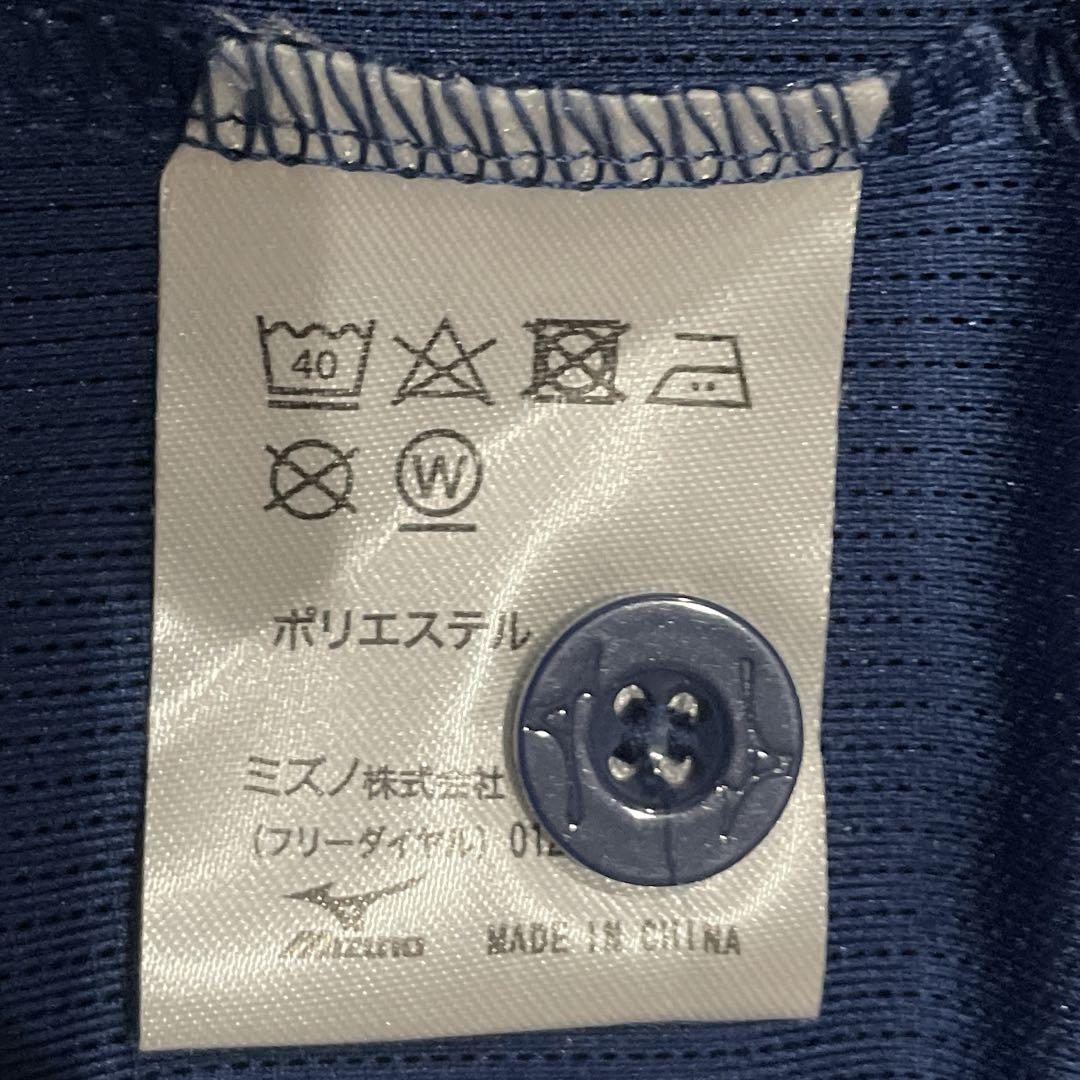 40
W
ポリエステル
ミズノ株式会社
(フリーダイヤル) 012
MIZUNO MADE IN CHINA